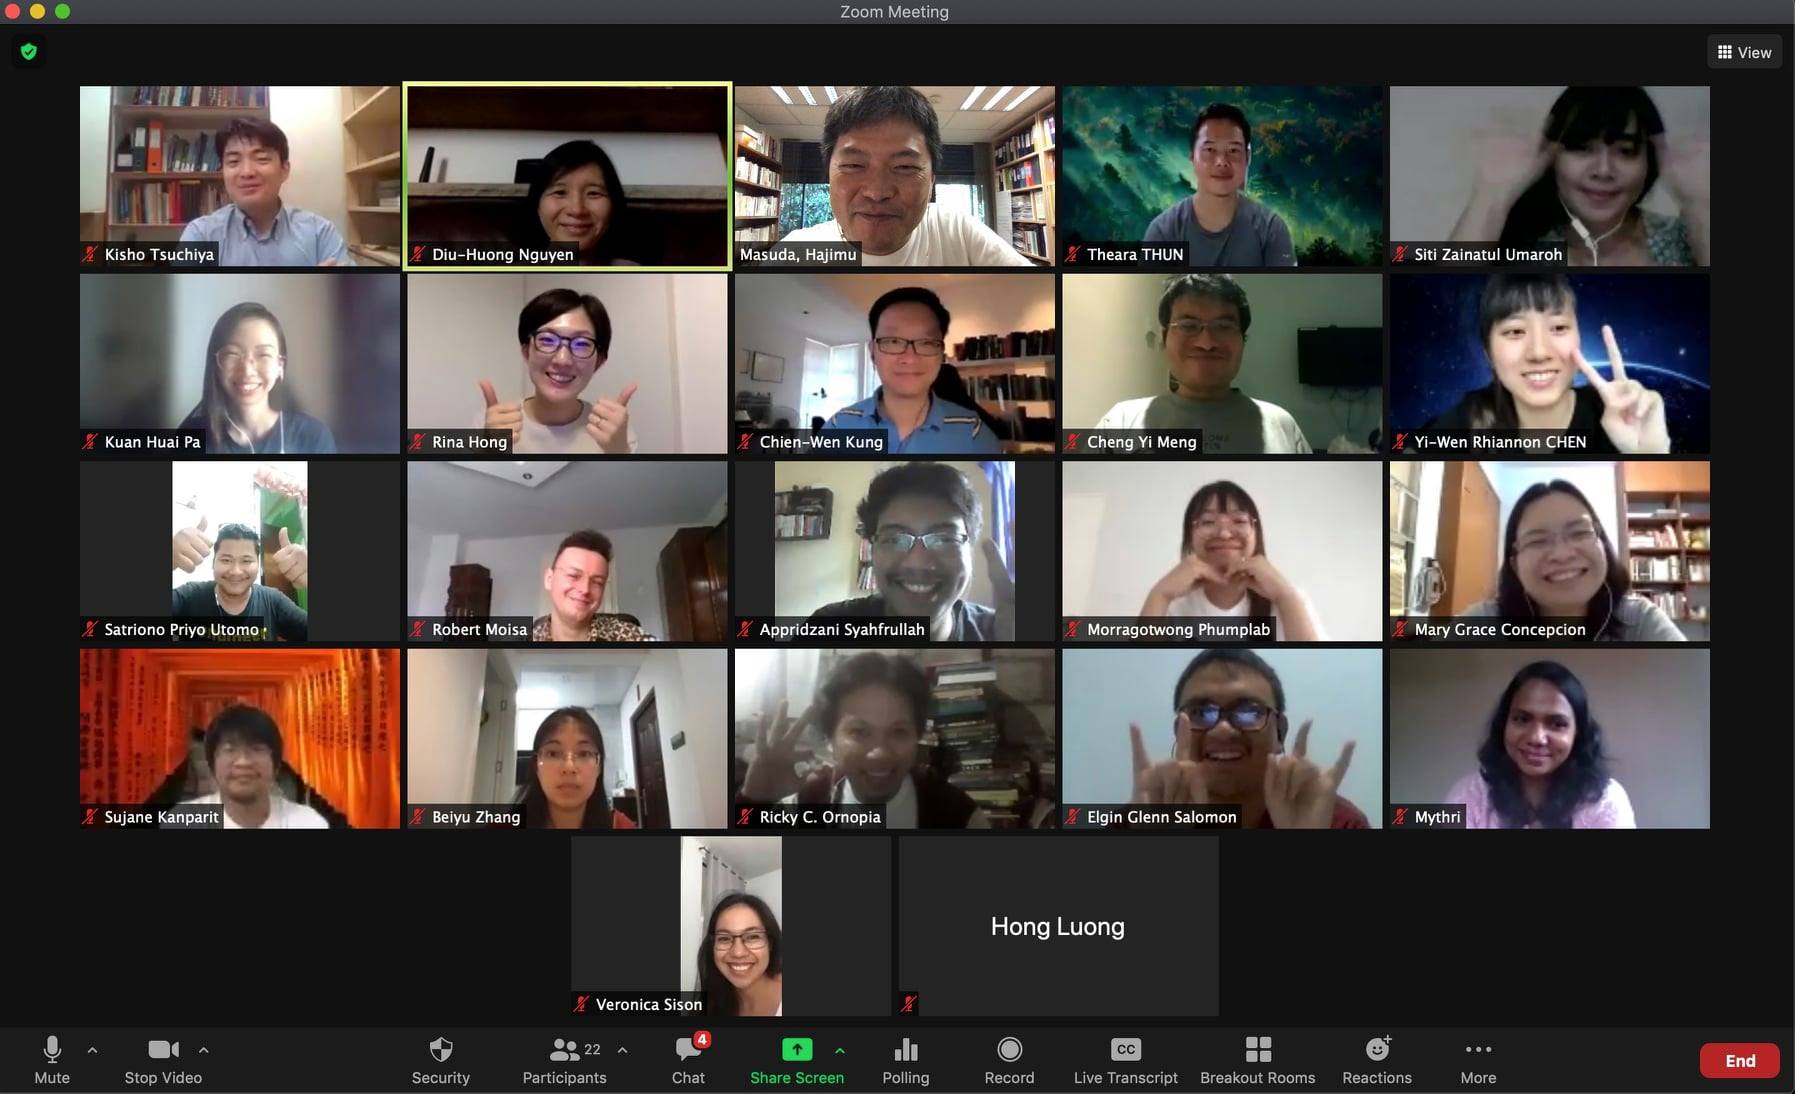 Zoom Meeting
View
Kisho Tsuchiya
Diu-Huong Nguyen
Masuda, Hajimu
Theara THUN
Siti Zainatul Umaroh
Kuan Huai Pa
Rina Hong
Chien-Wen Kung
Cheng Yi Meng
Yi-Wen Rhiannon CHEN
Satriono Priyo Utomo
Robert Moisa
Appridzani Syahfrullah
Morragotwong Phumplab
Mary Grace Concepcion
Sujane Kanparit
Beiyu Zhang
Ricky C. Ornopia
Elgin Glenn Salomon
Mythri
Veronica Sison
Hong Luong
Mute
Stop Video
Security
22
Participants
4
Chat
Share Screen
Polling
Record
CC
Live Transcript
Breakout Rooms
Reactions
More
End